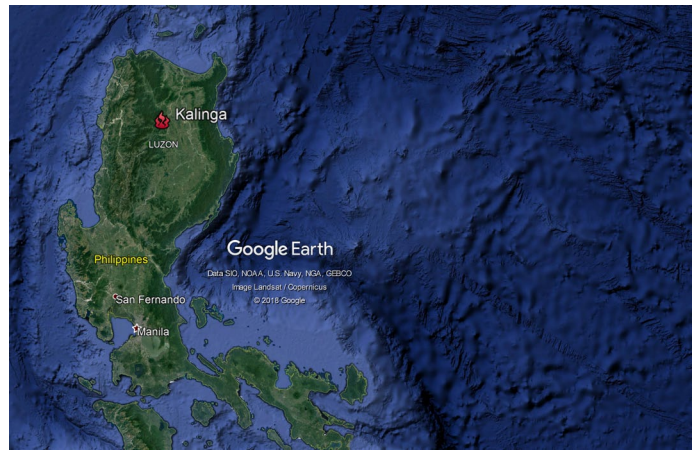 Kalinga
LUZON
Google Earth
Philippines
Data SIO, NOAA, U.S. Navy, NGA, GEBCO
Image Landsat / Copernicus
© 2018 Google
San Fernando
Manila